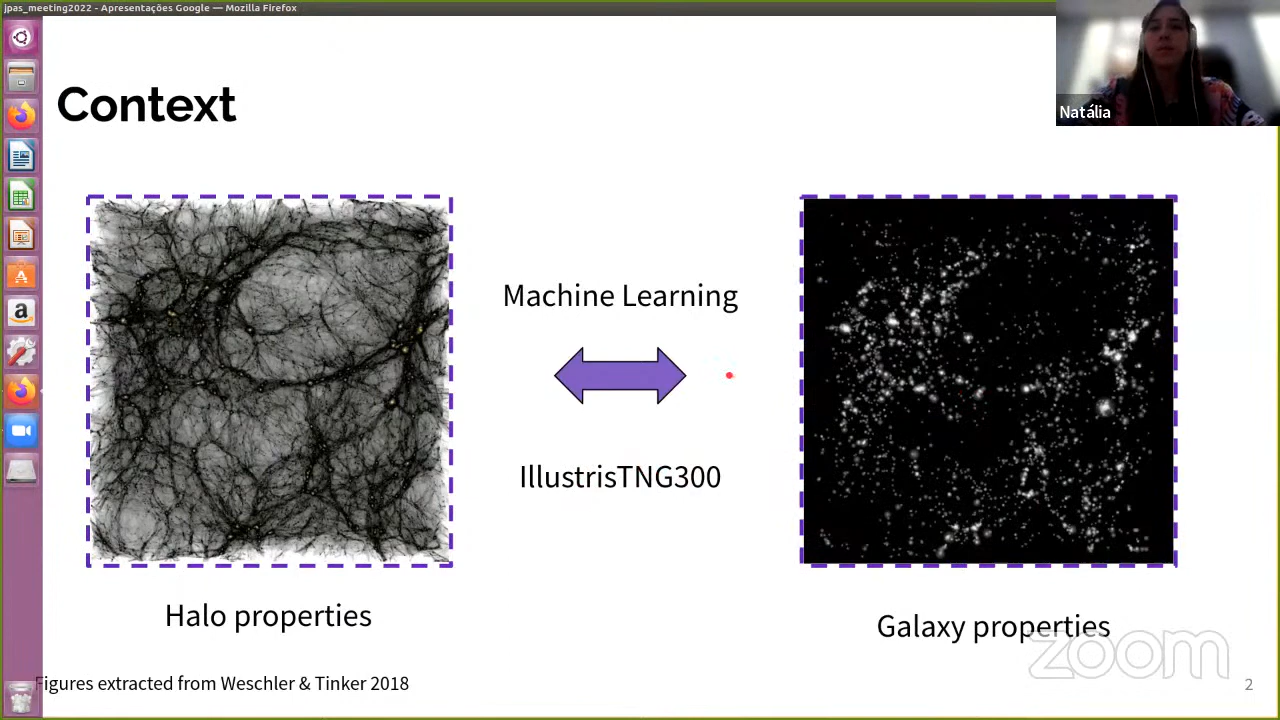 jpas_meeting2022 - Apresentações Google — Mozilla Firefox
Natália
Context
Machine Learning
IllustrisTNG300
Halo properties
Galaxy properties
zoom
Figures extracted from Weschler & Tinker 2018
2